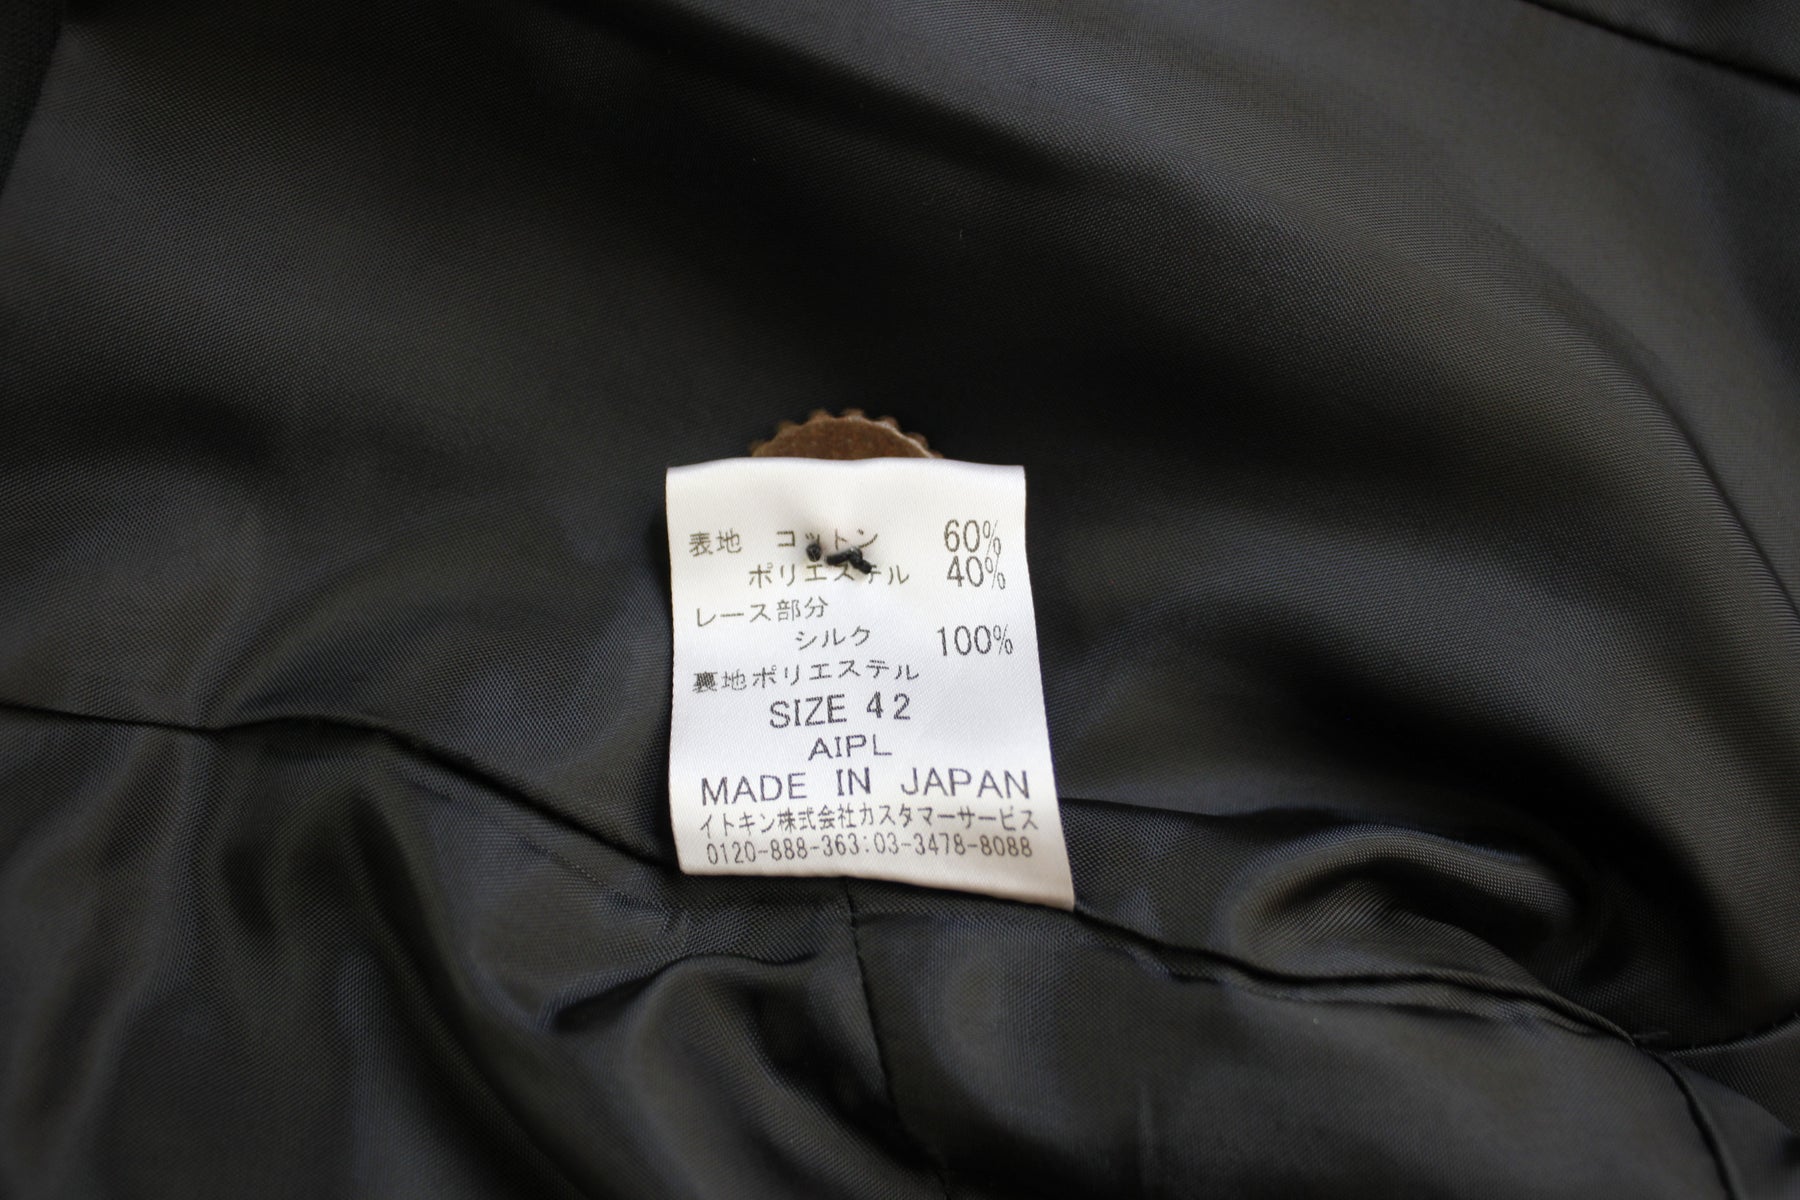 表地 コットン 60%
ポリエステル 40%
レース部分
シルク 100%
裏地ポリエステル
SIZE 42
AIPL
MADE IN JAPAN
イトキン株式会社カスタマーサービス
0120-888-363:03-3478-8088